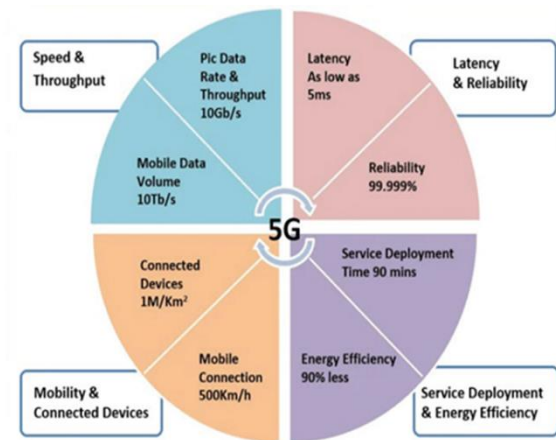 Speed &
Throughput
Pic Data
Rate &
Throughput
10Gb/s
Mobile Data
Volume
10Tb/s
Latency
As low as
5ms
Reliability
99.999%
Latency
& Reliability
5G
Connected
Devices
1M/Km²
Mobile
Connection
500Km/h
Mobility &
Connected Devices
Service Deployment
Time 90 mins
Energy Efficiency
90% less
Service Deployment
& Energy Efficiency